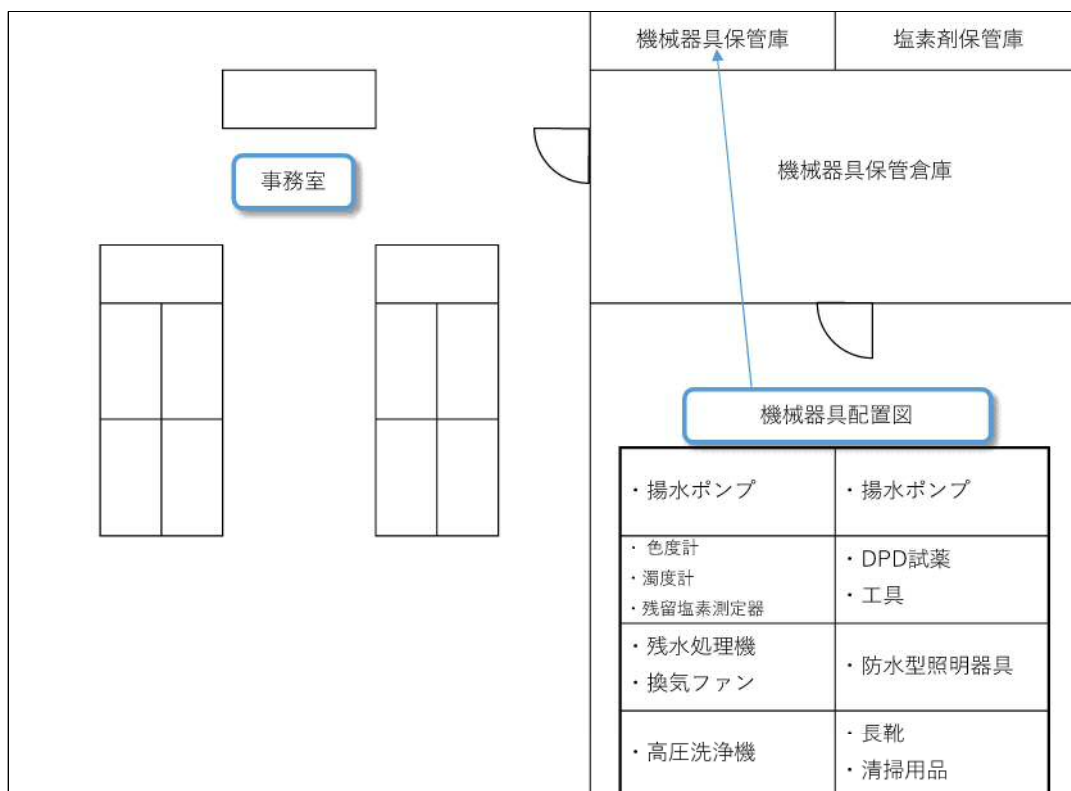 機械器具保管庫
塩素剤保管庫
事務室
機械器具保管倉庫
機械器具配置図
・揚水ポンプ
・揚水ポンプ
・色度計
・濁度計
・残留塩素測定器
・DPD試薬
・工具
・残水処理機
・換気ファン
・防水型照明器具
・高圧洗浄機
・長靴
・清掃用品